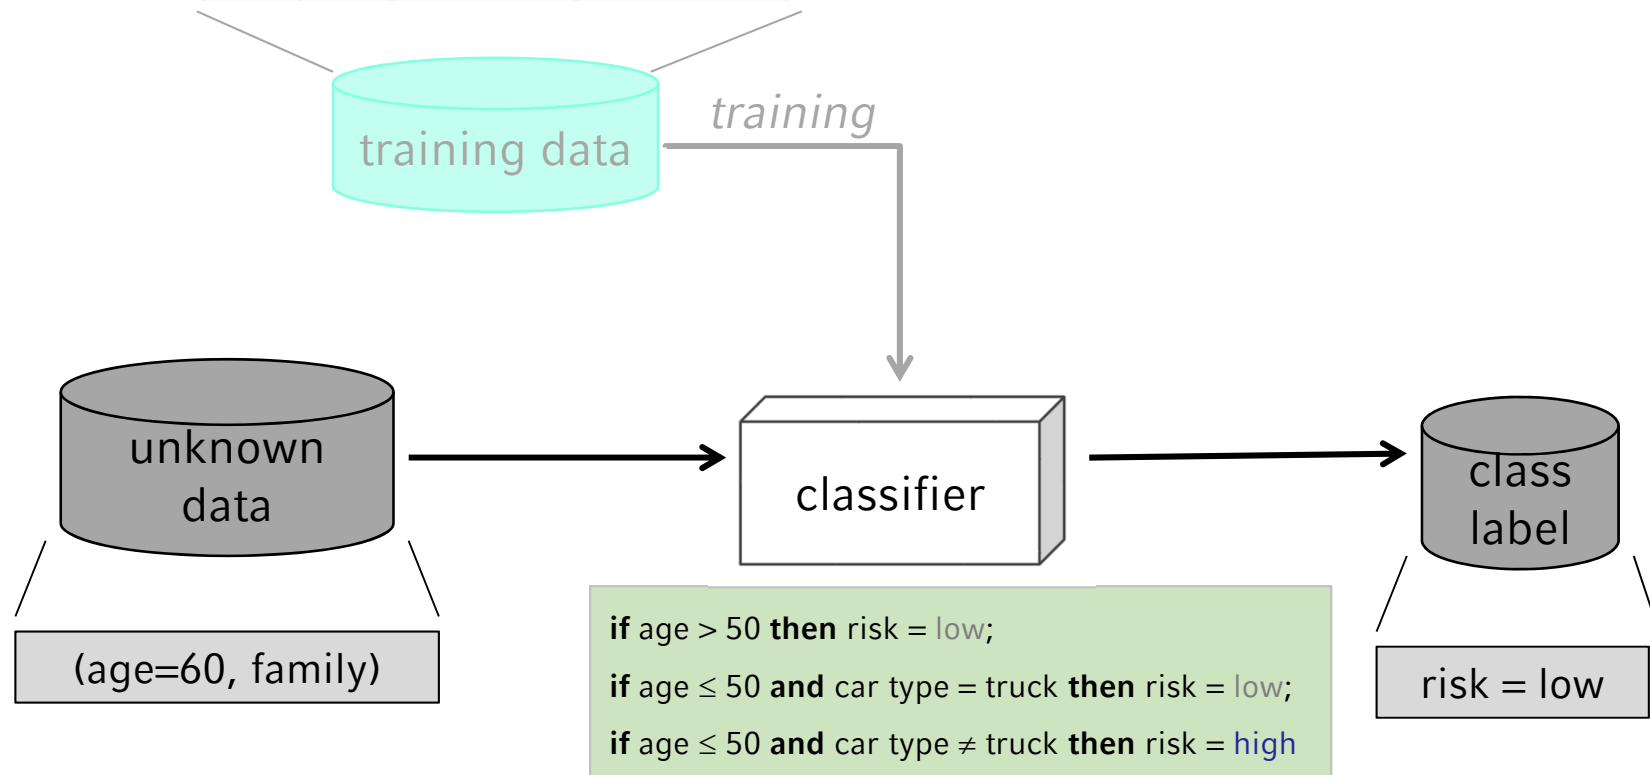 training
training data
unknown
data
classifier
class
label
(age=60, family)
if age > 50 then risk = low;
if age ≤ 50 and car type = truck then risk = low;
if age ≤ 50 and car type ≠ truck then risk = high
risk = low